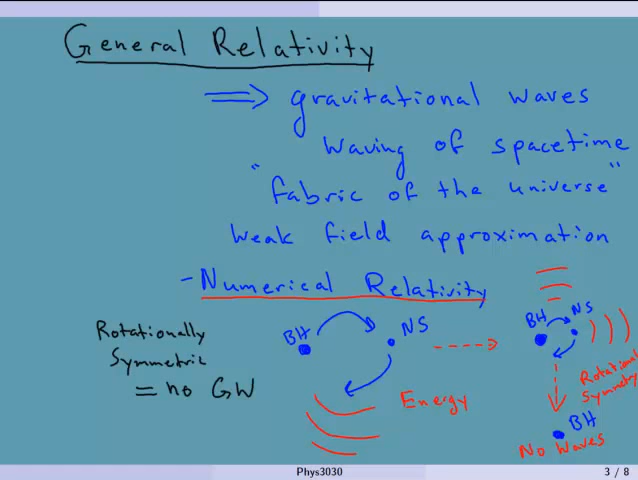 General Relativity
⇒ gravitational waves
Waving of spacetime
"fabric of the universe"
Weak field approximation
- Numerical Relativity
Rotationally
Symmetric
= no GW
BH
NS
Energy
BH
NS
Rotational
Symmetry
BH
No Waves
Phys3030
3 / 8